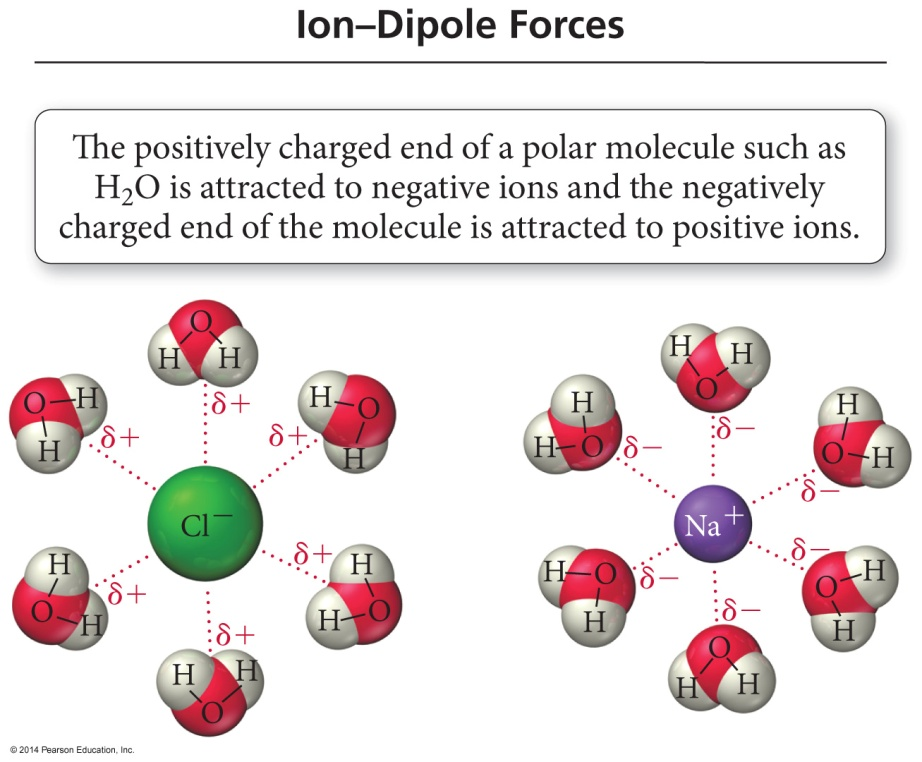 Ion–Dipole Forces
The positively charged end of a polar molecule such as
H₂O is attracted to negative ions and the negatively
charged end of the molecule is attracted to positive ions.
O
H H
δ+
O H
H
δ+
H O
H
δ+
Cl⁻
H
O H
δ+
H
H O
δ+
δ+
H H
O
H H
O
δ−
H
H O
δ−
H
O H
δ−
Na⁺
H O
H
δ−
δ−
O H
H
δ−
O
H H
© 2014 Pearson Education, Inc.